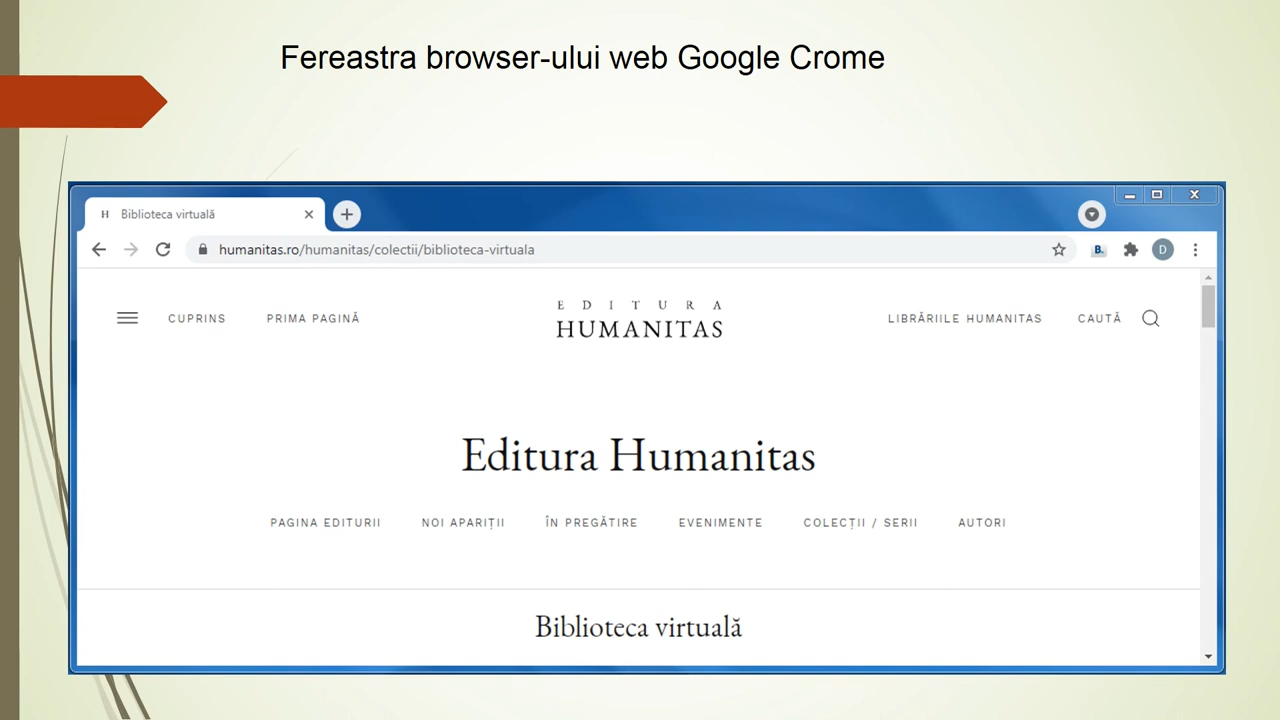 Fereastra browser-ului web Google Crome
H Biblioteca virtuală
humanitas.ro/humanitas/colectii/biblioteca-virtuala
B.
D
CUPRINS PRIMA PAGINĂ
EDITURA
HUMANITAS
LIBRĂRIILE HUMANITAS CAUTĂ
Editura Humanitas
PAGINA EDITURII NOI APARIȚII ÎN PREGĂTIRE EVENIMENTE COLECȚII / SERII AUTORI
Biblioteca virtuală